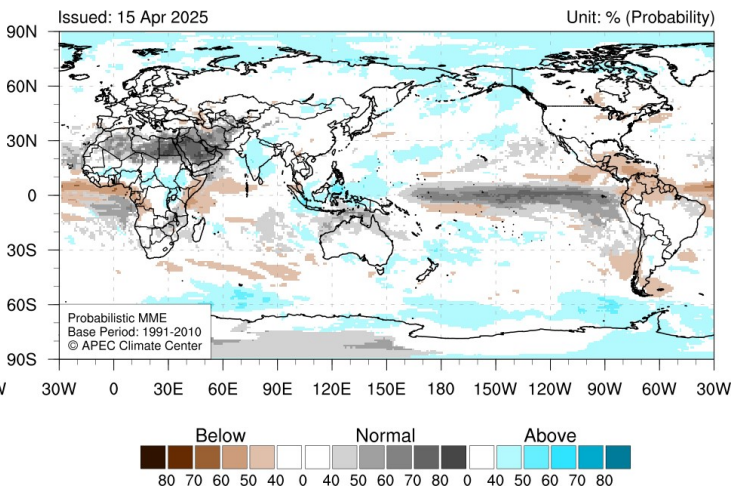 Issued: 15 Apr 2025 Unit: % (Probability)
90N
60N
30N
0
30S
60S
90S
Probabilistic MME
Base Period: 1991-2010
© APEC Climate Center
W 30W 0 30E 60E 90E 120E 150E 180 150W 120W 90W 60W 30W
Below Normal Above
80 70 60 50 40 0 40 50 60 70 80 0 40 50 60 70 80